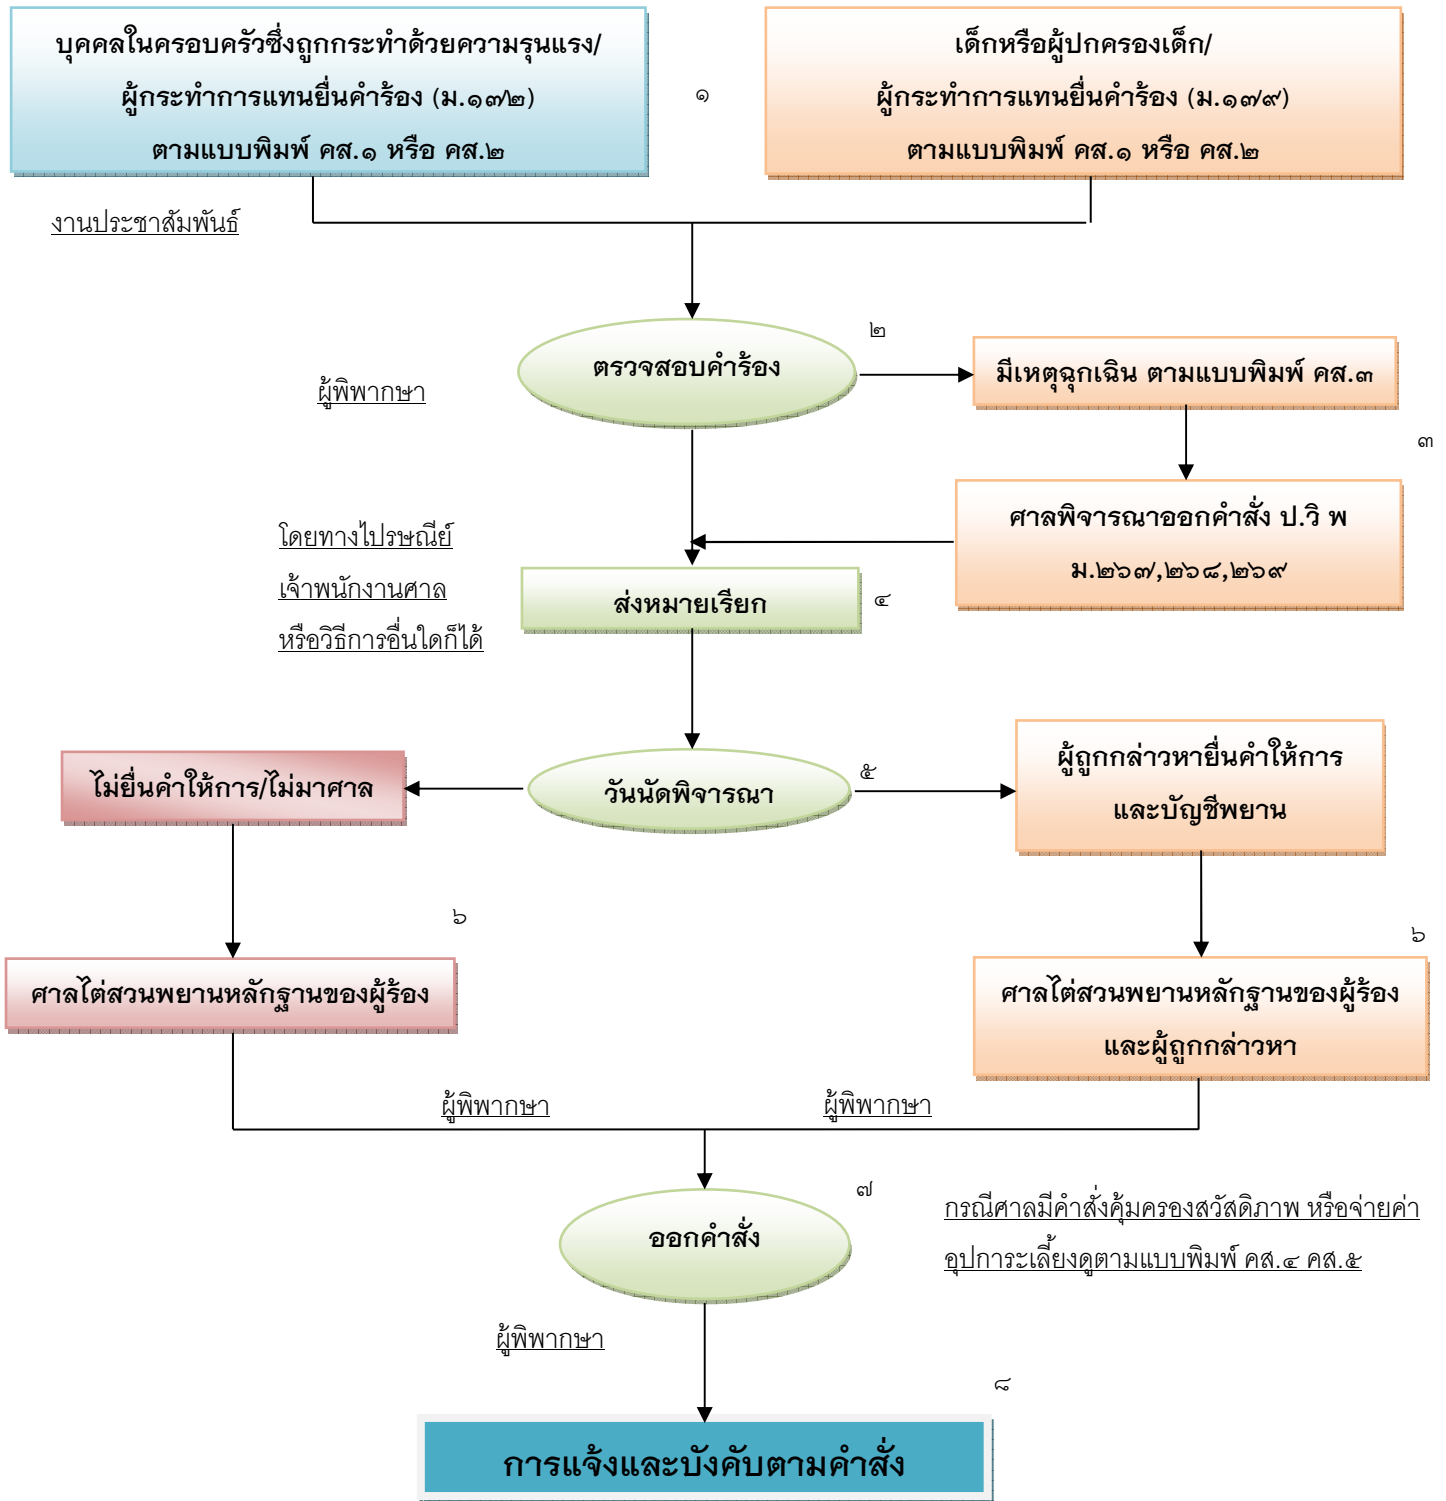 บุคคลในครอบครัวซึ่งถูกกระทำด้วยความรุนแรง/
ผู้กระทำการแทนยื่นคำร้อง (ม.๑๗๒)
ตามแบบพิมพ์ คส.๑ หรือ คส.๒
๑
เด็กหรือผู้ปกครองเด็ก/
ผู้กระทำการแทนยื่นคำร้อง (ม.๑๗๙)
ตามแบบพิมพ์ คส.๑ หรือ คส.๒
งานประชาสัมพันธ์
๒
ตรวจสอบคำร้อง
ผู้พิพากษา
มีเหตุฉุกเฉิน ตามแบบพิมพ์ คส.๓
๓
ศาลพิจารณาออกคำสั่ง ป.วิ พ
ม.๒๖๗,๒๖๘,๒๖๙
โดยทางไปรษณีย์
เจ้าพนักงานศาล
หรือวิธีการอื่นใดก็ได้
ส่งหมายเรียก
๔
ไม่ยื่นคำให้การ/ไม่มาศาล
วันนัดพิจารณา
๕
ผู้ถูกกล่าวหายื่นคำให้การ
และบัญชีพยาน
๖
ศาลไต่สวนพยานหลักฐานของผู้ร้อง
๖
ศาลไต่สวนพยานหลักฐานของผู้ร้อง
และผู้ถูกกล่าวหา
ผู้พิพากษา
ผู้พิพากษา
๗
ออกคำสั่ง
กรณีศาลมีคำสั่งคุ้มครองสวัสดิภาพ หรือจ่ายค่า
อุปการะเลี้ยงดูตามแบบพิมพ์ คส.๔ คส.๕
ผู้พิพากษา
๘
การแจ้งและบังคับตามคำสั่ง